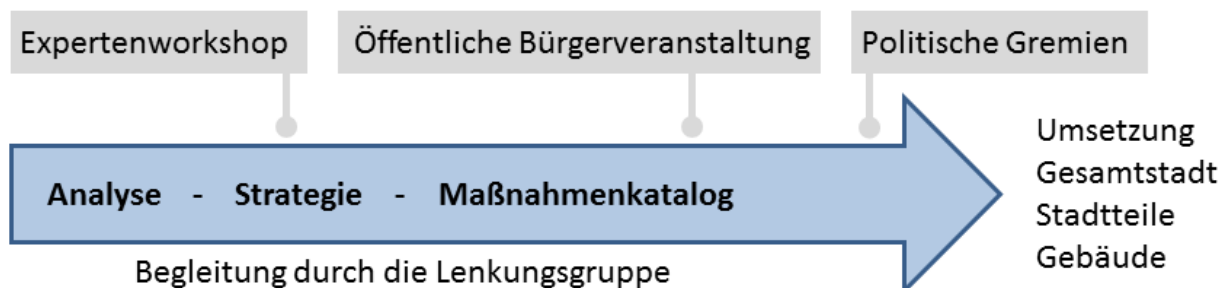 Expertenworkshop
Öffentliche Bürgerveranstaltung
Politische Gremien
Analyse - Strategie - Maßnahmenkatalog
Begleitung durch die Lenkungsgruppe
Umsetzung
Gesamtstadt
Stadtteile
Gebäude